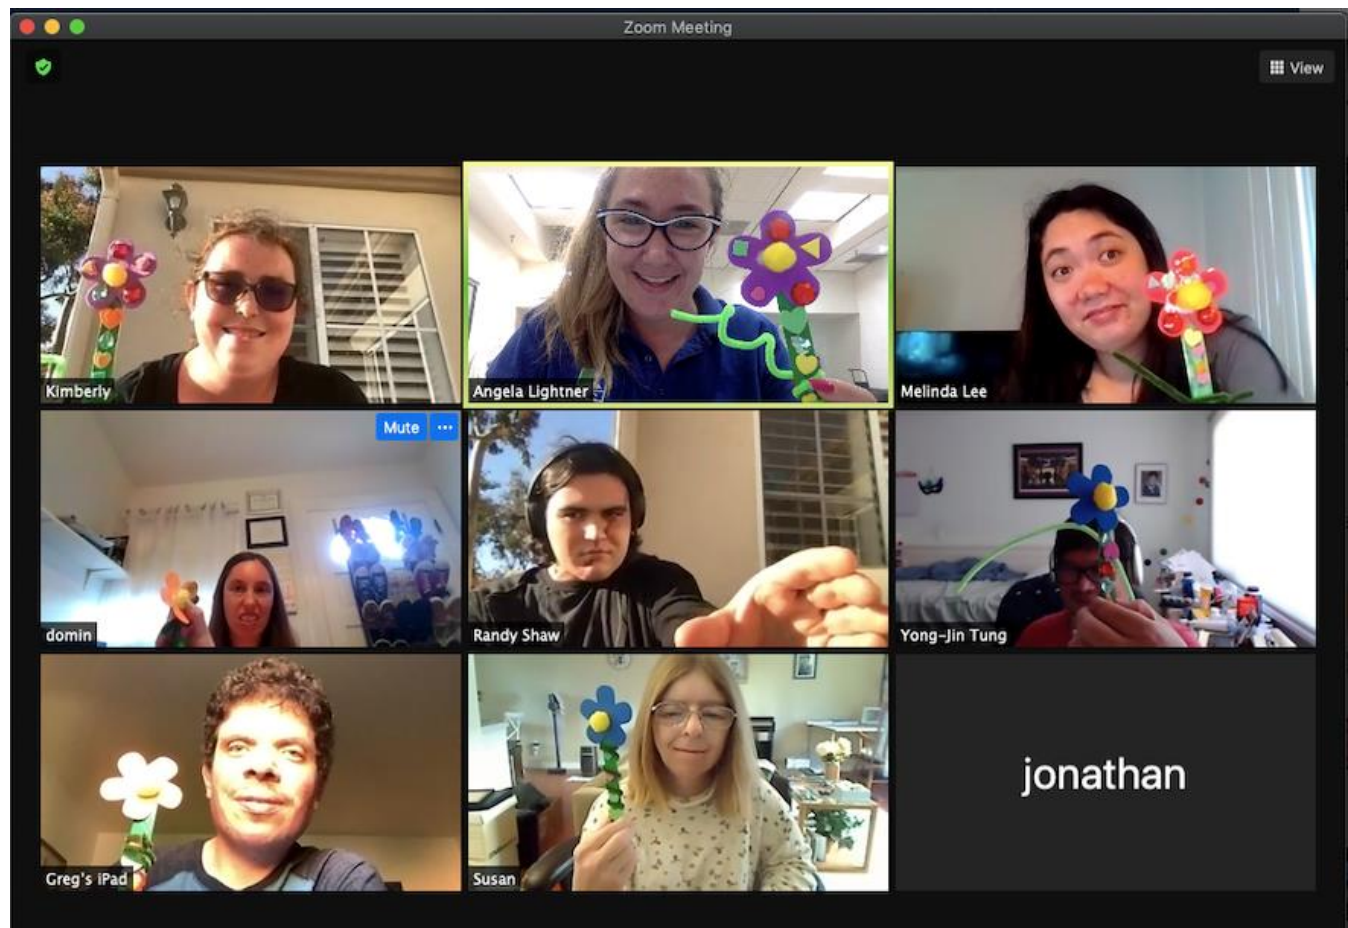 Zoom Meeting
View
Kimberly
Angela Lightner
Melinda Lee
Mute
domin
Randy Shaw
Yong-Jin Tung
Greg's iPad
Susan
jonathan